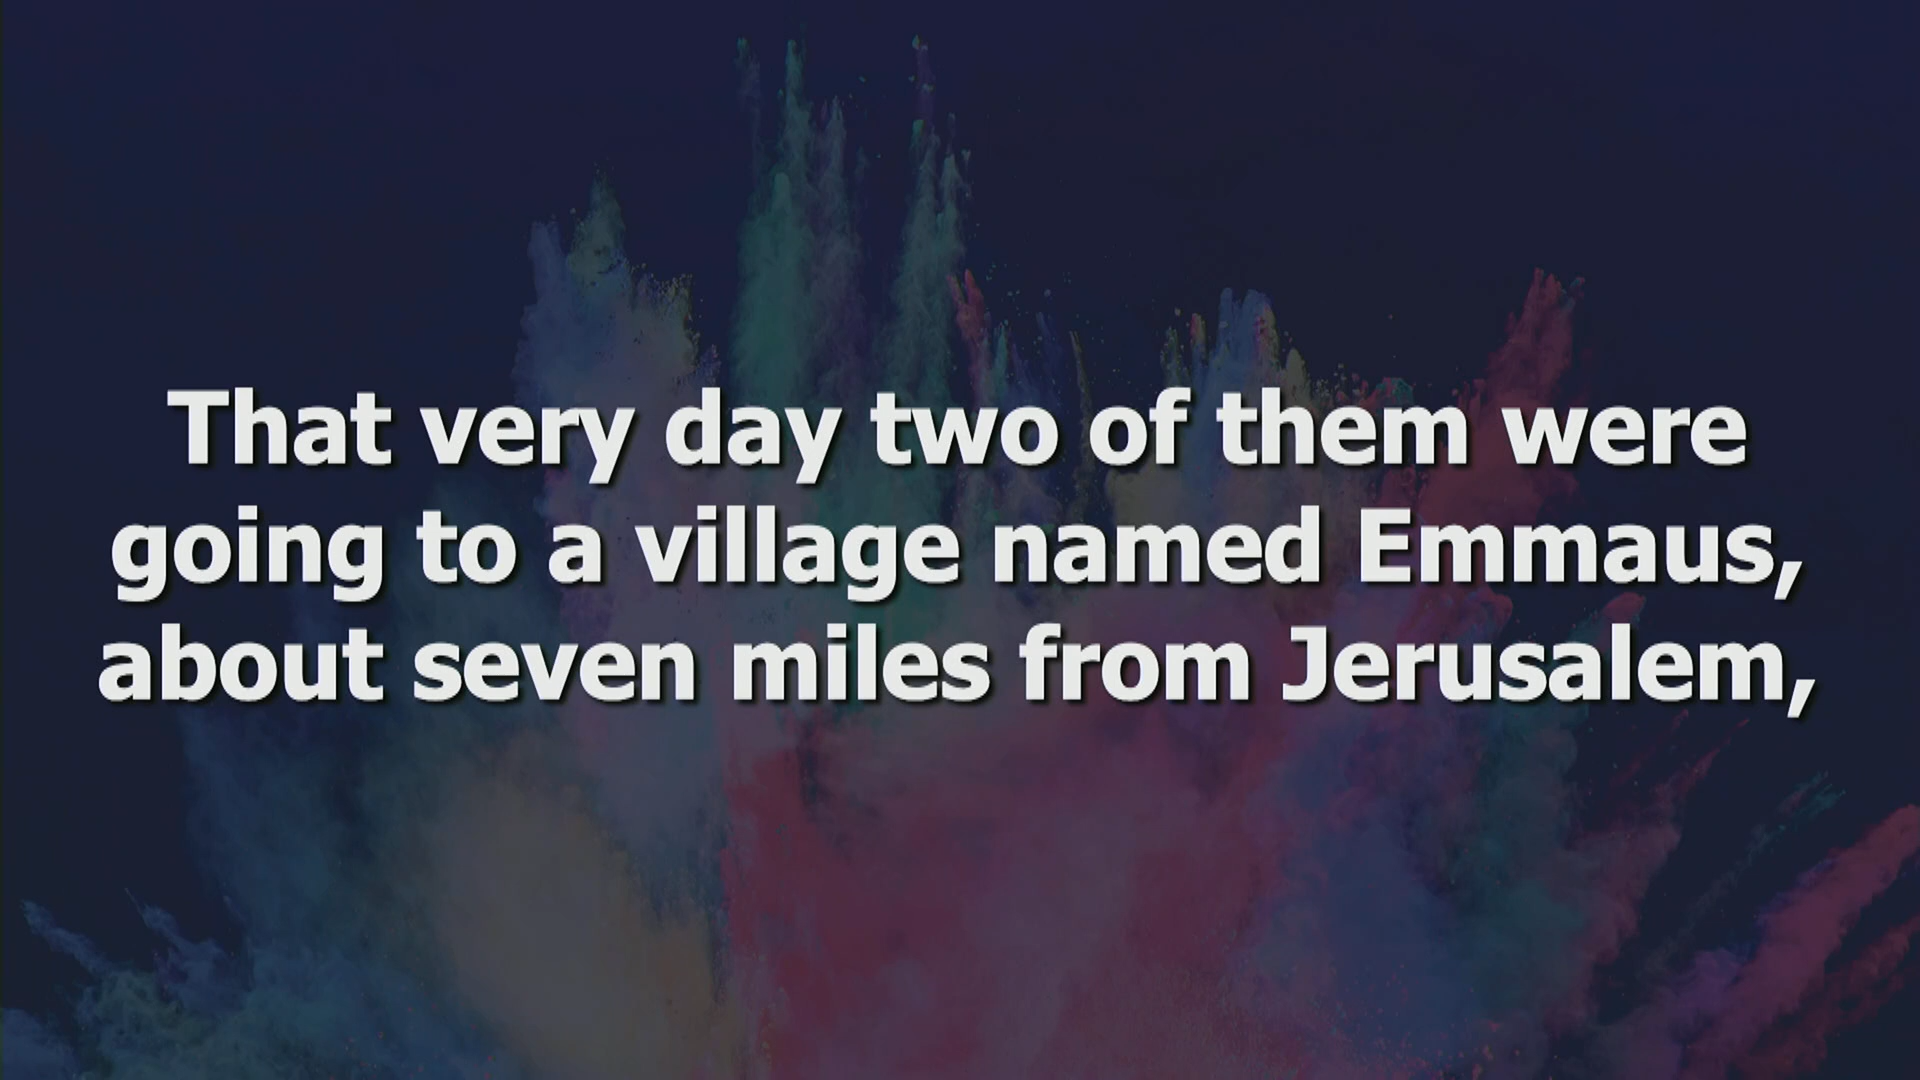 That very day two of them were
going to a village named Emmaus,
about seven miles from Jerusalem,